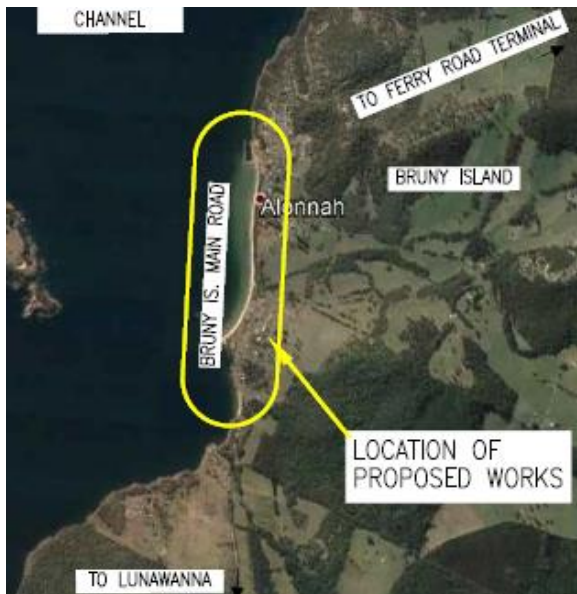 CHANNEL
TO FERRY ROAD TERMINAL
BRUNY ISLAND
Alonnah
BRUNY IS. MAIN ROAD
LOCATION OF
PROPOSED WORKS
TO LUNAWANNA